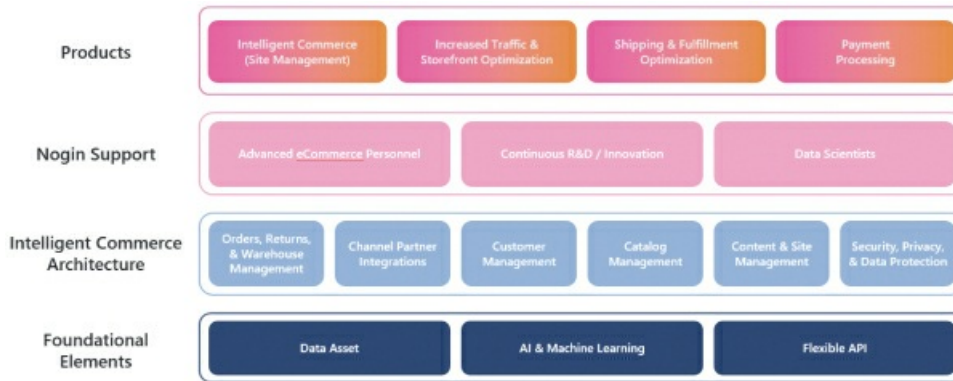 Products
Intelligent Commerce
(Site Management)
Increased Traffic &
Storefront Optimization
Shipping & Fulfillment
Optimization
Payment
Processing
Nogin Support
Advanced eCommerce Personnel
Continuous R&D / Innovation
Data Scientists
Intelligent Commerce
Architecture
Orders, Returns,
& Warehouse
Management
Channel Partner
Integrations
Customer
Management
Catalog
Management
Content & Site
Management
Security, Privacy,
& Data Protection
Foundational
Elements
Data Asset
AI & Machine Learning
Flexible API